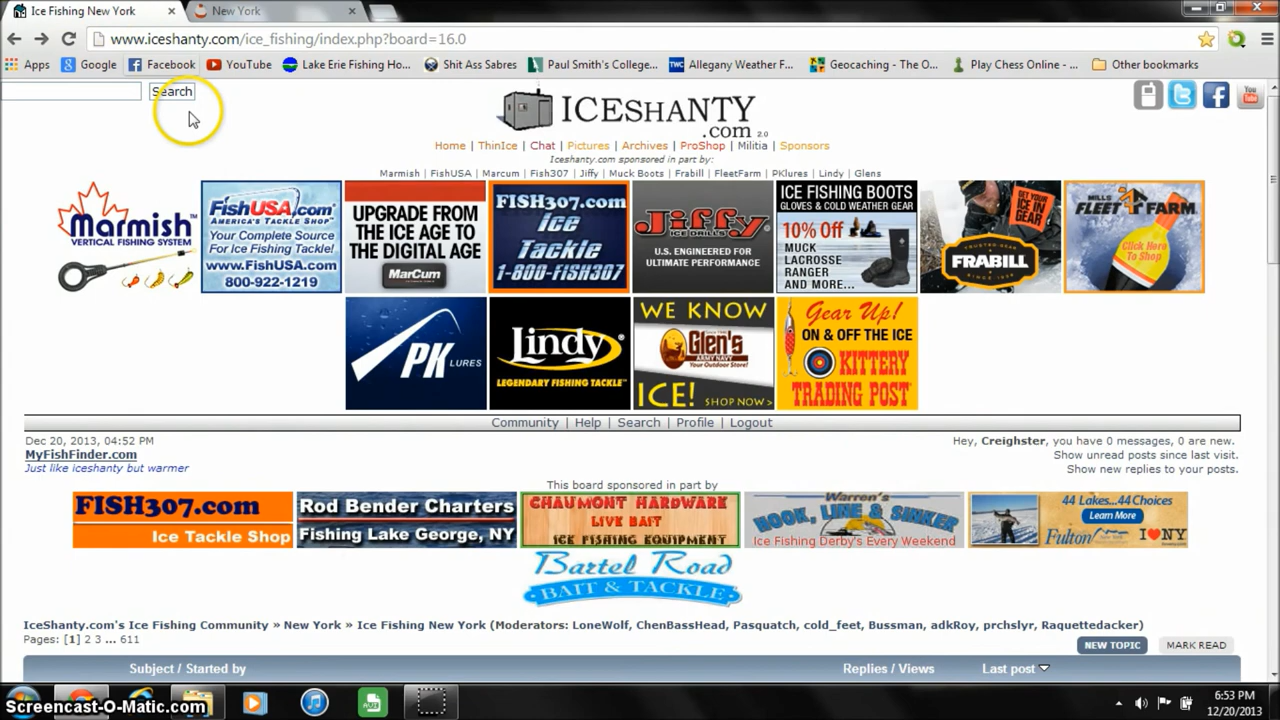 Ice Fishing New York
New York
www.iceshanty.com/ice_fishing/index.php?board=16.0
Apps Google Facebook YouTube Lake Erie Fishing Ho... Shit Ass Sabres Paul Smith's College... Allegany Weather F... Geocaching - The O... Play Chess Online - ... Other bookmarks
Search
ICESHANTY
.com 2.0
Home | ThinIce | Chat | Pictures | Archives | ProShop | Militia | Sponsors
Iceshanty.com sponsored in part by:
Marmish | FishUSA | Marcum | Fish307 | Jiffy | Muck Boots | Frabill | FleetFarm | PKlures | Lindy | Glens
Marmish™
VERTICAL FISHING SYSTEM
FishUSA.com
AMERICA'S TACKLE SHOP
Your Complete Source
For Ice Fishing Tackle!
www.FishUSA.com
800-922-1219
UPGRADE FROM
THE ICE AGE TO
THE DIGITAL AGE
MarCum
FISH307.com
Ice
Tackle
1-800-FISH307
Jiffy
ICE DRILLS
U.S. ENGINEERED FOR
ULTIMATE PERFORMANCE
ICE FISHING BOOTS
GLOVES & COLD WEATHER GEAR
10% Off
MUCK
LACROSSE
RANGER
AND MORE...
GET YOUR
ICE IN
GEAR
TRUSTED GEAR
FRABILL
MILLS
FLEET FARM
Click Here
To Shop
PK LURES
Lindy
LEGENDARY FISHING TACKLE™
WE KNOW
Glen's
ARMY NAVY
Your Outdoor Store!
ICE! SHOP NOW >
Gear Up!
ON & OFF THE ICE
KITTERY
TRADING POST
Community | Help | Search | Profile | Logout
Dec 20, 2013, 04:52 PM
MyFishFinder.com
Just like iceshanty but warmer
Hey, Creighster, you have 0 messages, 0 are new.
Show unread posts since last visit.
Show new replies to your posts.
This board sponsored in part by
FISH307.com
Ice Tackle Shop
Rod Bender Charters
Fishing Lake George, NY
CHAUMONT HARDWARE
LIVE BAIT
ICE FISHING EQUIPMENT
Warren's
HOOK, LINE & SINKER
Ice Fishing Derby's Every Weekend
44 Lakes...44 Choices
Learn More
Fulton
I ♥ NY
Bartel Road
BAIT & TACKLE
IceShanty.com's Ice Fishing Community » New York » Ice Fishing New York (Moderators: LoneWolf, ChenBassHead, Pasquatch, cold_feet, Bussman, adkRoy, prchslyr, Raquettedacker)
Pages: [1] 2 3 ... 611
NEW TOPIC
MARK READ
Subject / Started by
Replies / Views
Last post
Screencast-O-Matic.com
6:53 PM
12/20/2013